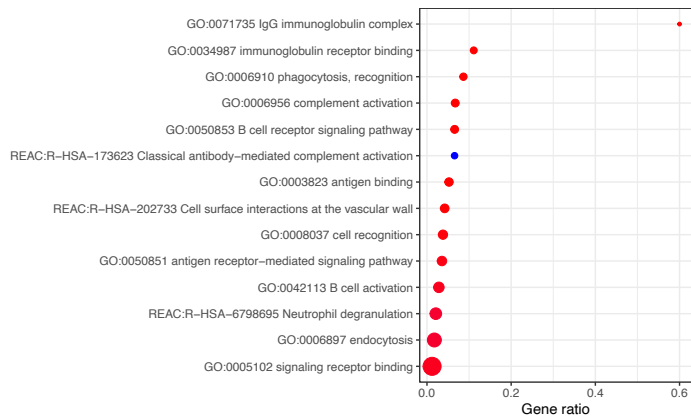 GO:0071735 IgG immunoglobulin complex
GO:0034987 immunoglobulin receptor binding
GO:0006910 phagocytosis, recognition
GO:0006956 complement activation
GO:0050853 B cell receptor signaling pathway
REAC:R−HSA−173623 Classical antibody−mediated complement activation
GO:0003823 antigen binding
REAC:R−HSA−202733 Cell surface interactions at the vascular wall
GO:0008037 cell recognition
GO:0050851 antigen receptor−mediated signaling pathway
GO:0042113 B cell activation
REAC:R−HSA−6798695 Neutrophil degranulation
GO:0006897 endocytosis
GO:0005102 signaling receptor binding
0.0 0.2 0.4 0.6
Gene ratio